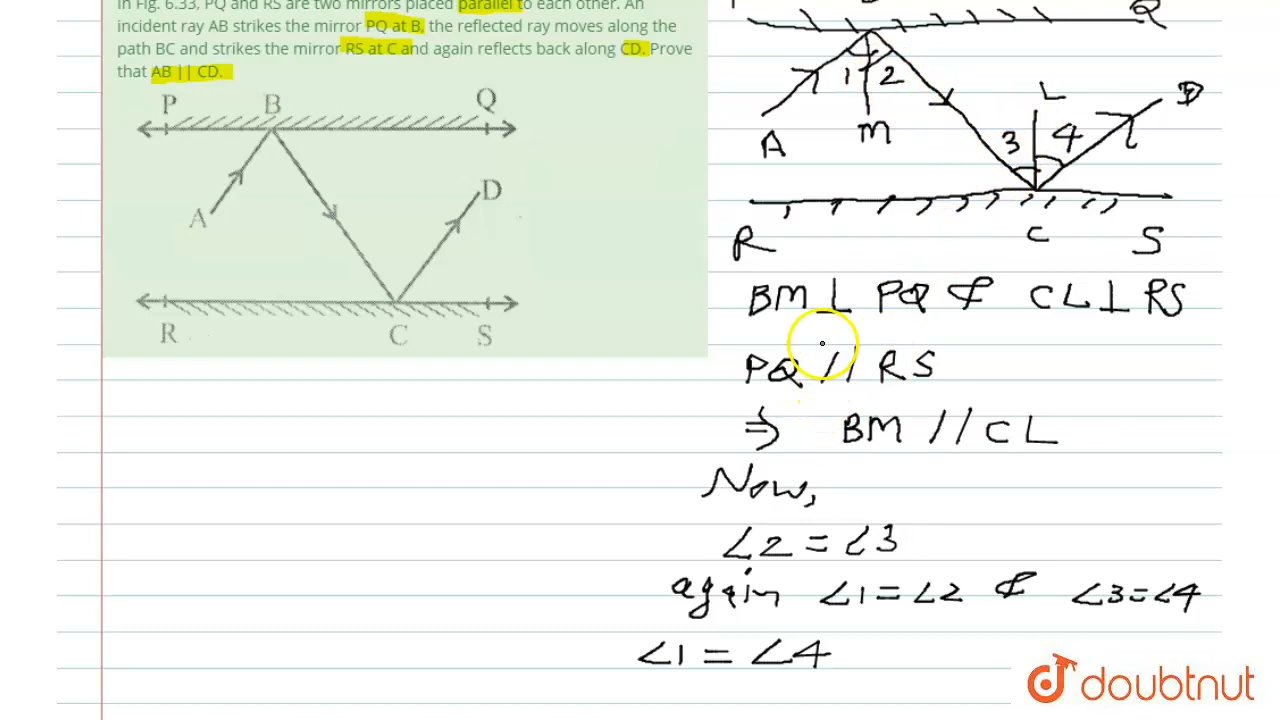 In Fig. 6.33, PQ and RS are two mirrors placed parallel to each other. An
incident ray AB strikes the mirror PQ at B, the reflected ray moves along the
path BC and strikes the mirror RS at C and again reflects back along CD. Prove
that AB || CD.
P B Q
A
D
R C S
Q
1 2
A M
L D
3 4
R C S
BM ⊥ PQ & CL ⊥ RS
PQ // RS
⇒ BM // CL
Now,
∠2 = ∠3
again ∠1 = ∠2 & ∠3 = ∠4
∠1 = ∠4
doubtnut